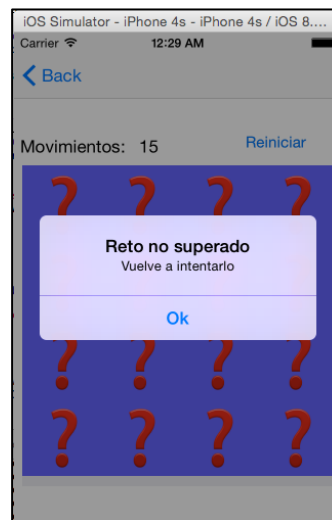 iOS Simulator - iPhone 4s - iPhone 4s / iOS 8....
Carrier 12:29 AM
Back
Movimientos: 15 Reiniciar
? ? ? ?
Reto no superado
Vuelve a intentarlo
Ok
? ? ? ?
? ? ? ?